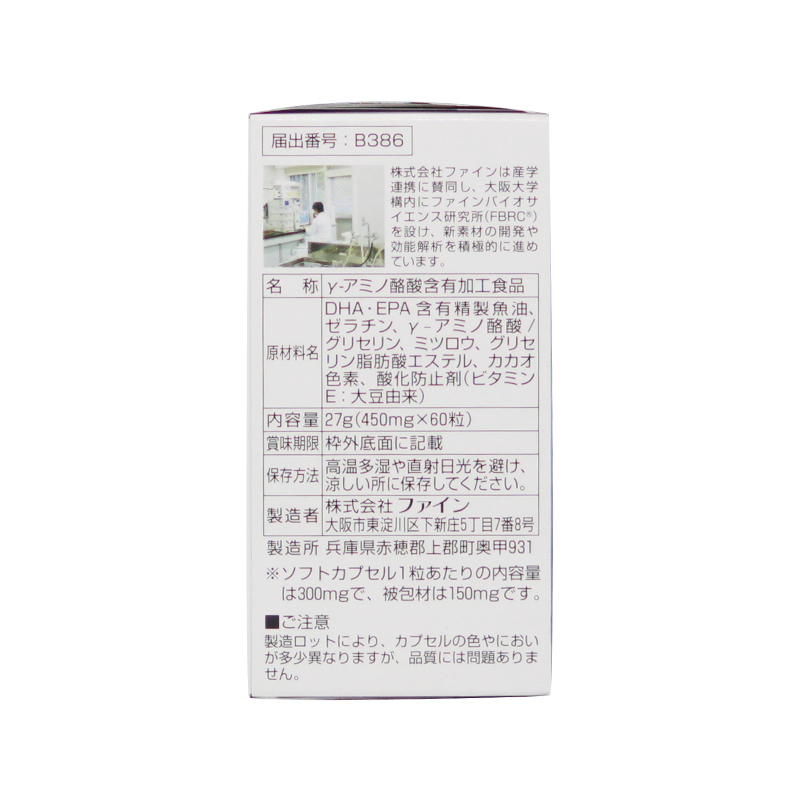 届出番号：B386
株式会社ファインは産学
連携に賛同し、大阪大学
構内にファインバイオサ
イエンス研究所(FBRC®)
を設け、新素材の開発や
効能解析を積極的に進め
ています。
名称 γ-アミノ酪酸含有加工食品
原材料名 DHA・EPA含有精製魚油、
ゼラチン、γ-アミノ酪酸/
グリセリン、ミツロウ、グリセ
リン脂肪酸エステル、カカオ
色素、酸化防止剤(ビタミン
E：大豆由来)
内容量 27g(450mg×60粒)
賞味期限 枠外底面に記載
保存方法 高温多湿や直射日光を避け、
涼しい所に保存してください。
製造者 株式会社 ファイン
大阪市東淀川区下新庄5丁目7番8号
製造所 兵庫県赤穂郡上郡町奥甲931
※ソフトカプセル1粒あたりの内容量
は300mgで、被包材は150mgです。
■ご注意
製造ロットにより、カプセルの色やにおい
が多少異なりますが、品質には問題ありま
せん。